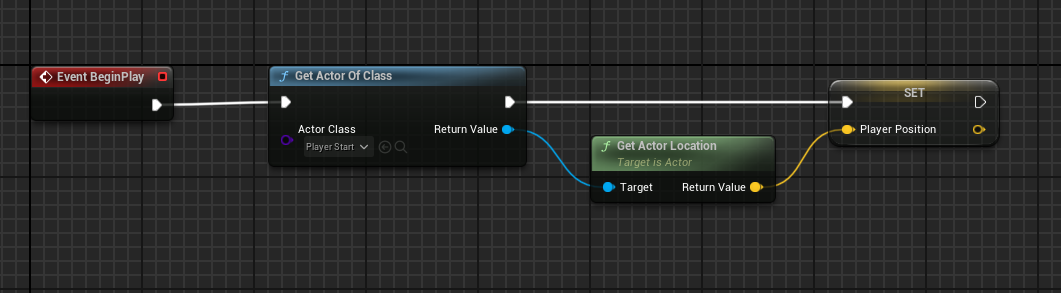 Event BeginPlay
Get Actor Of Class
Actor Class
Player Start
Return Value
Get Actor Location
Target is Actor
Target
Return Value
SET
Player Position